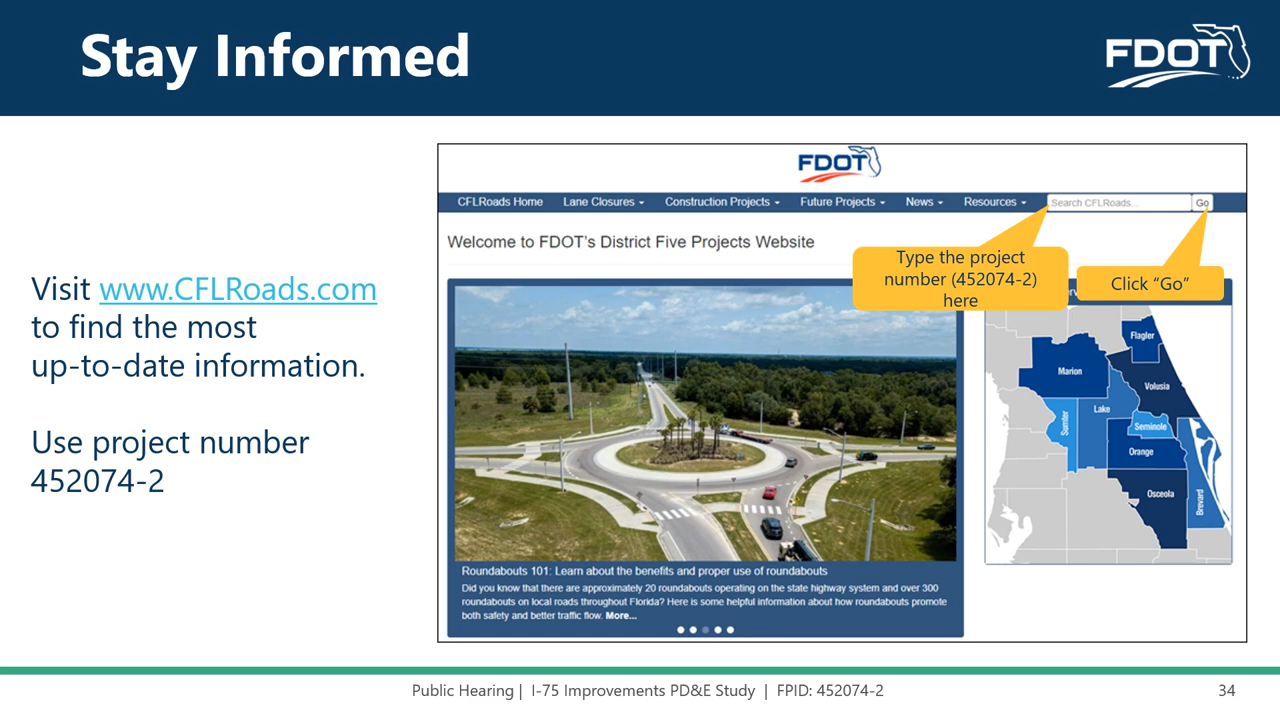 Stay Informed
FDOT
Visit www.CFLRoads.com
to find the most
up-to-date information.
Use project number
452074-2
FDOT
CFLRoads Home Lane Closures Construction Projects Future Projects News Resources Search CFLRoads... Go
Welcome to FDOT's District Five Projects Website
Type the project
number (452074-2)
here
Click “Go”
Flagler
Marion
Volusia
Lake
Sumter
Seminole
Orange
Osceola
Brevard
Roundabouts 101: Learn about the benefits and proper use of roundabouts
Did you know that there are approximately 20 roundabouts operating on the state highway system and over 300
roundabouts on local roads throughout Florida? Here is some helpful information about how roundabouts promote
both safety and better traffic flow. More...
Public Hearing | I-75 Improvements PD&E Study | FPID: 452074-2
34